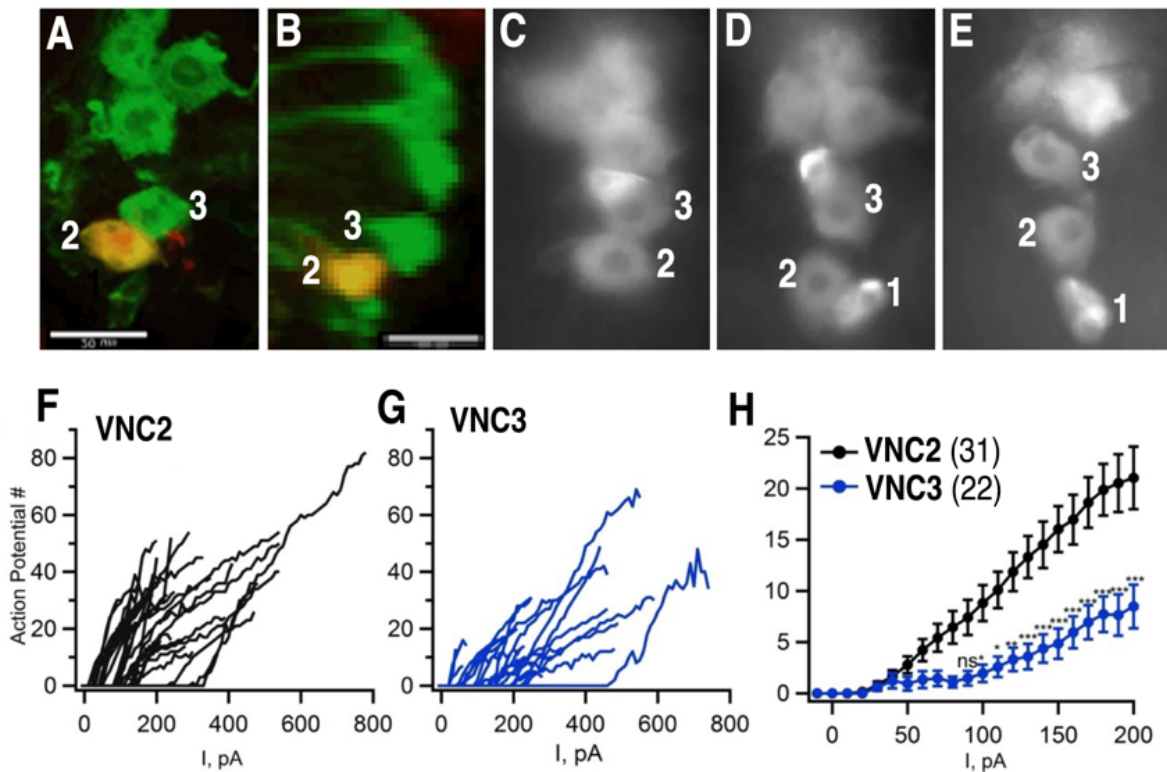 A
B
C
D
E
3
2
1
3
2
3
2
3
2
1
3
2
1
F
VNC2
G
VNC3
H
VNC2 (31)
VNC3 (22)
Action Potential #
80
60
40
20
0
0 200 400 600 800
I, pA
80
60
40
20
0
0 200 400 600 800
I, pA
25
20
15
10
5
0
ns * * ** *** *** *** *** *** *** *** ***
0 50 100 150 200
I, pA